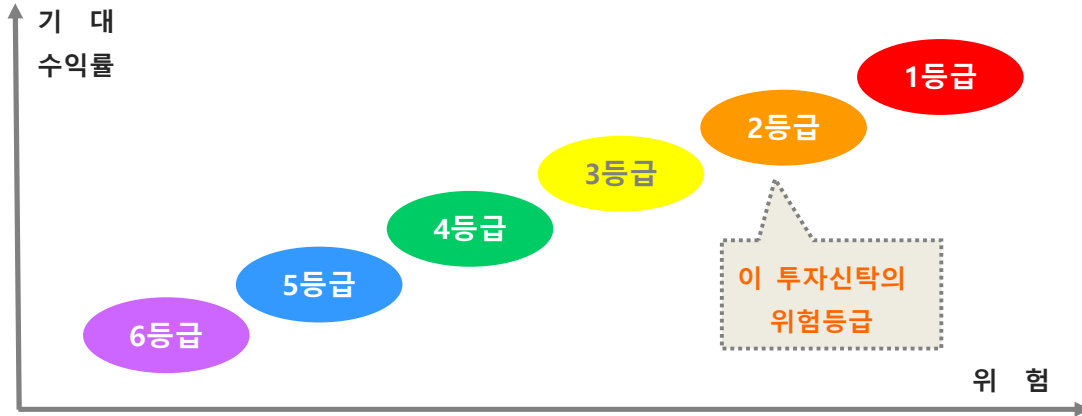 기 대
수익률
1등급
2등급
3등급
4등급
5등급
6등급
이 투자신탁의
위험등급
위 험